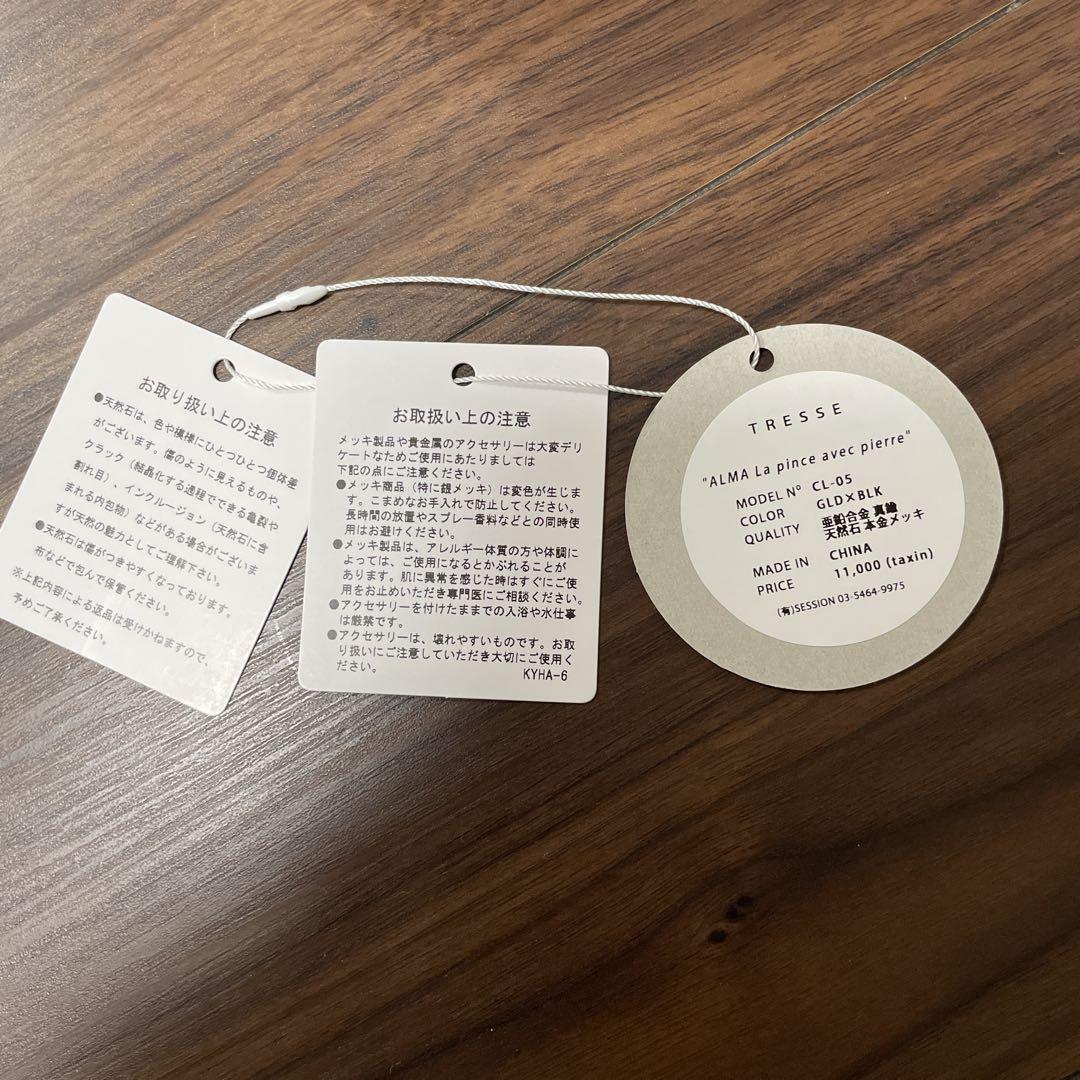 お取り扱い上の注意
●天然石は、色や模様にひとつひとつ個体差
がございます。傷のように見えるものや、
クラック（結晶化する過程でできる亀裂や
割れ目）、インクルージョン（天然石に含
まれる内包物）などがある場合がございま
すが天然の魅力としてご理解下さい。
●天然石は傷がつきやすくなっております。
布などで包んで保管ください。
※上記内容による返品は受けかねますので、
予めご了承ください。
お取扱い上の注意
メッキ製品や貴金属のアクセサリーは大変デリ
ケートなためご使用にあたりましては
下記の点にご注意ください。
●メッキ商品（特に銀メッキ）は変色が生じま
す。こまめなお手入れで防止してください。
長時間の放置やスプレー香料などとの同時使
用はお避けください。
●メッキ製品は、アレルギー体質の方や体調に
よっては、ご使用になるとかぶれることが
あります。肌に異常を感じた時はすぐにご使
用をお止めいただき専門医にご相談ください。
●アクセサリーを付けたままでの入浴や水仕事
は厳禁です。
●アクセサリーは、壊れやすいものです。お取
り扱いにご注意していただき大切にご使用く
ださい。
KYHA-6
TRESSE
"ALMA La pince avec pierre"
MODEL Nº CL-05
COLOR GLD×BLK
QUALITY 亜鉛合金 真鍮
天然石 本金メッキ
MADE IN CHINA
PRICE 11,000 (taxin)
(有)SESSION 03-5464-9975